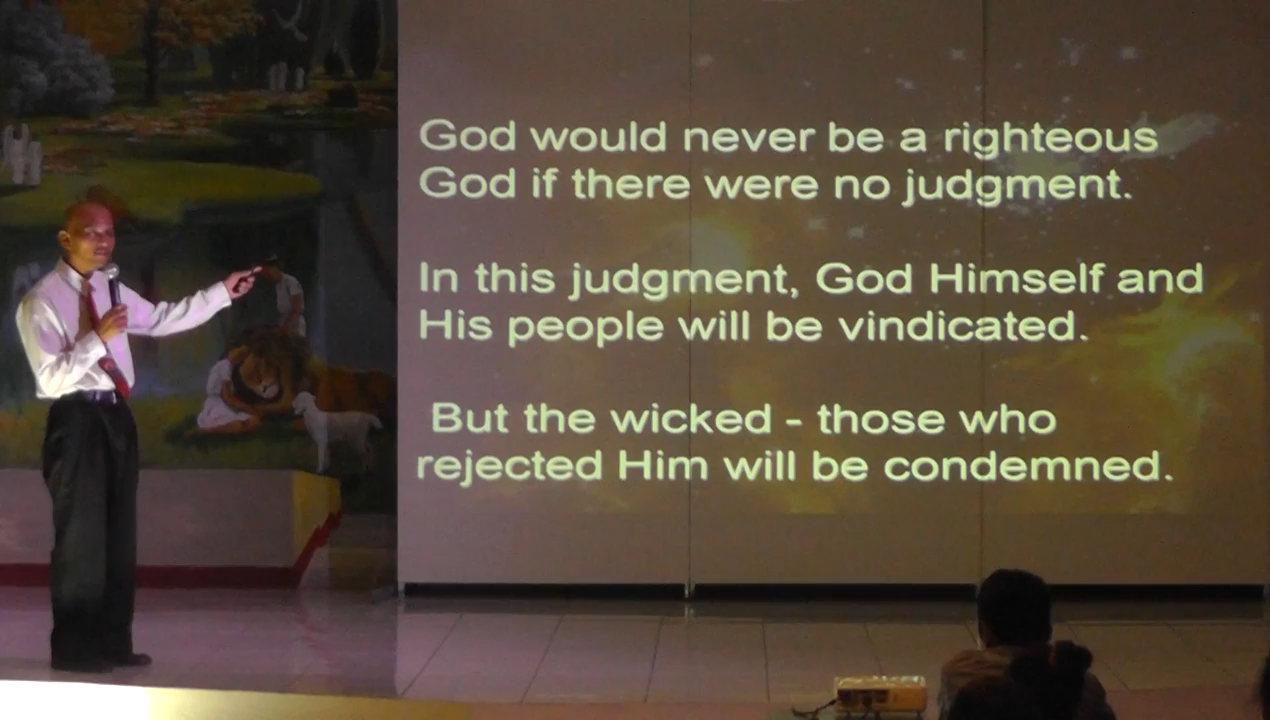 God would never be a righteous
God if there were no judgment.
In this judgment, God Himself and
His people will be vindicated.
But the wicked - those who
rejected Him will be condemned.